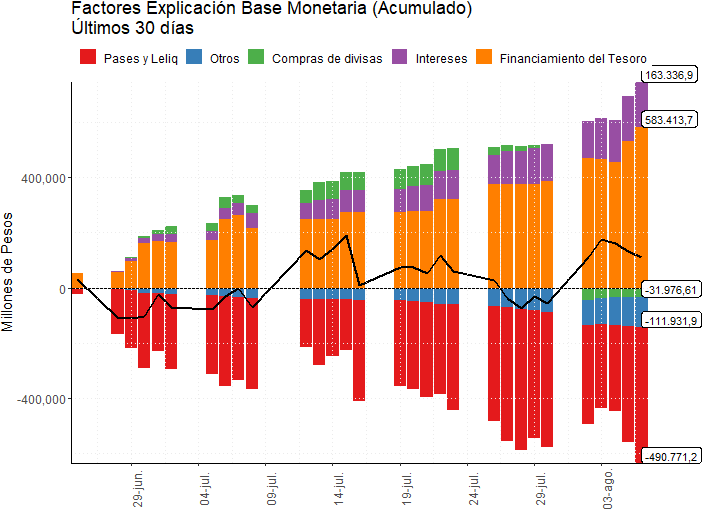 Factores Explicación Base Monetaria (Acumulado)
Últimos 30 días
Pases y Leliq
Otros
Compras de divisas
Intereses
Financiamiento del Tesoro
Millones de Pesos
400,000
0
-400,000
163.336,9
583.413,7
-31.976,61
-111.931,9
-490.771,2
29-jun.
04-jul.
09-jul.
14-jul.
19-jul.
24-jul.
29-jul.
03-ago.